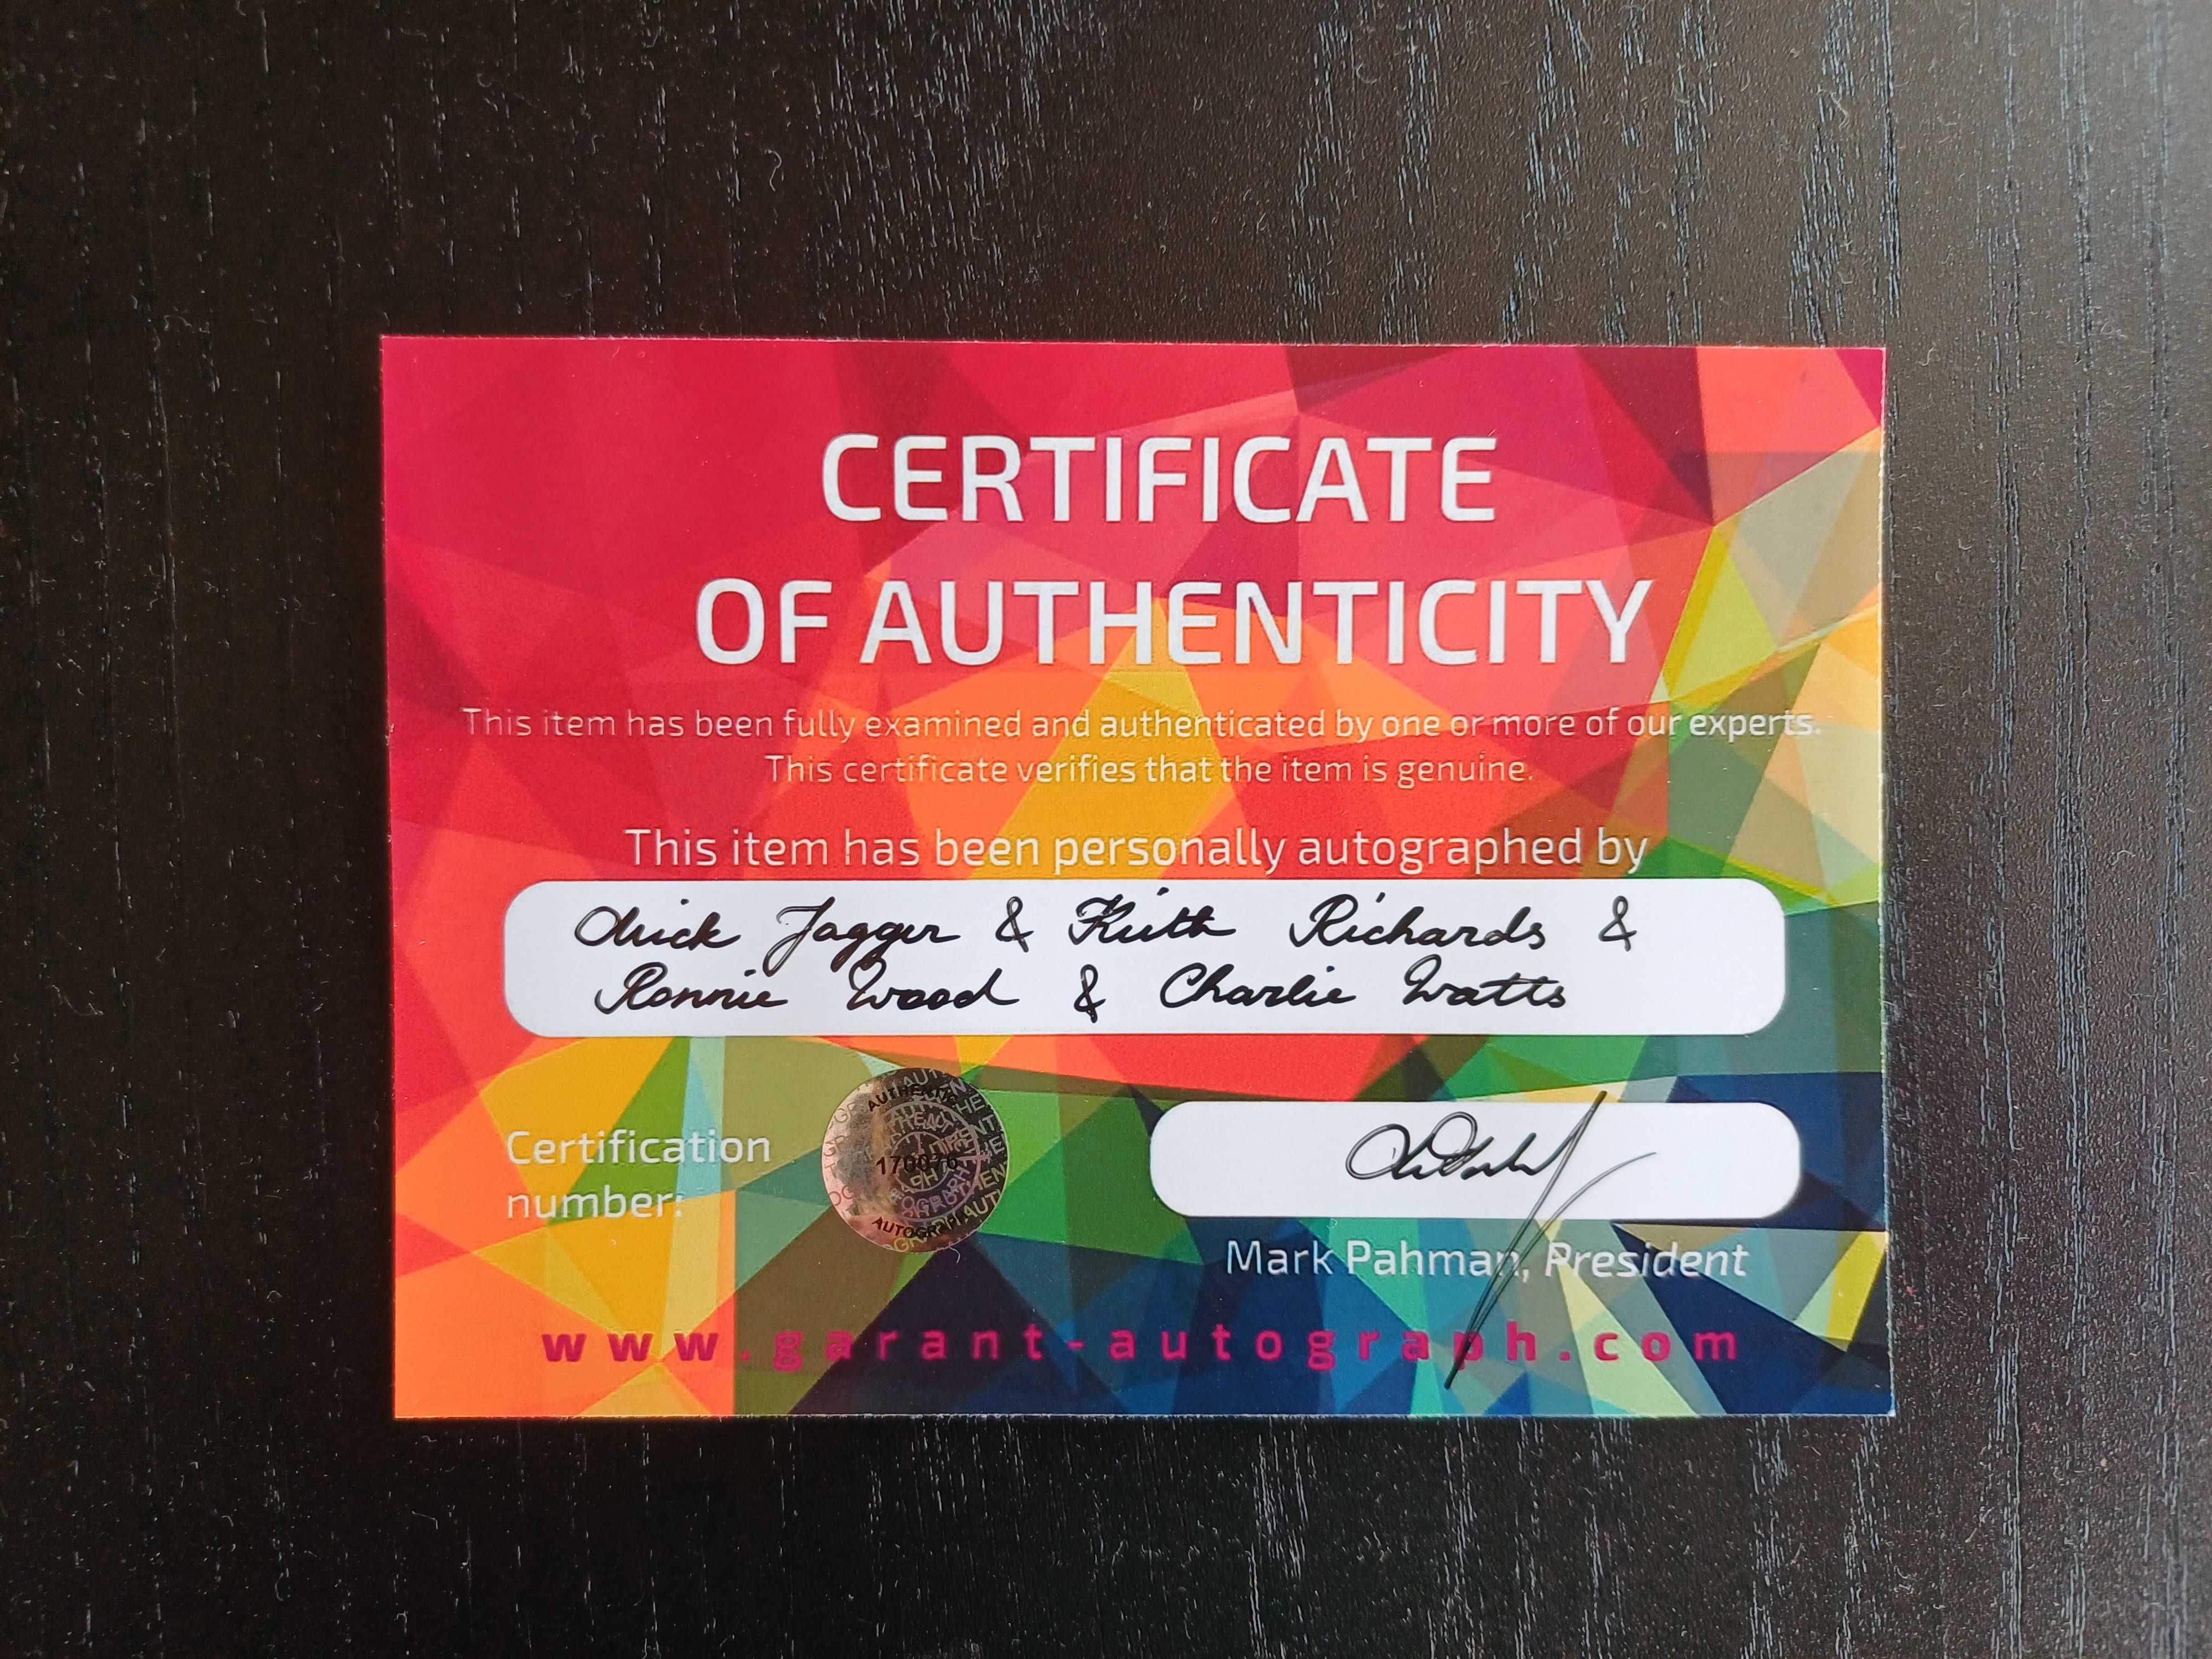 CERTIFICATE
OF AUTHENTICITY
This item has been fully examined and authenticated by one or more of our experts.
This certificate verifies that the item is genuine.
This item has been personally autographed by
Mick Jagger & Keith Richards &
Ronnie Wood & Charlie Watts
Certification
number:
AUTHENTIC
AUTOGRAPH
Mark Pahman, President
www.garant-autograph.com